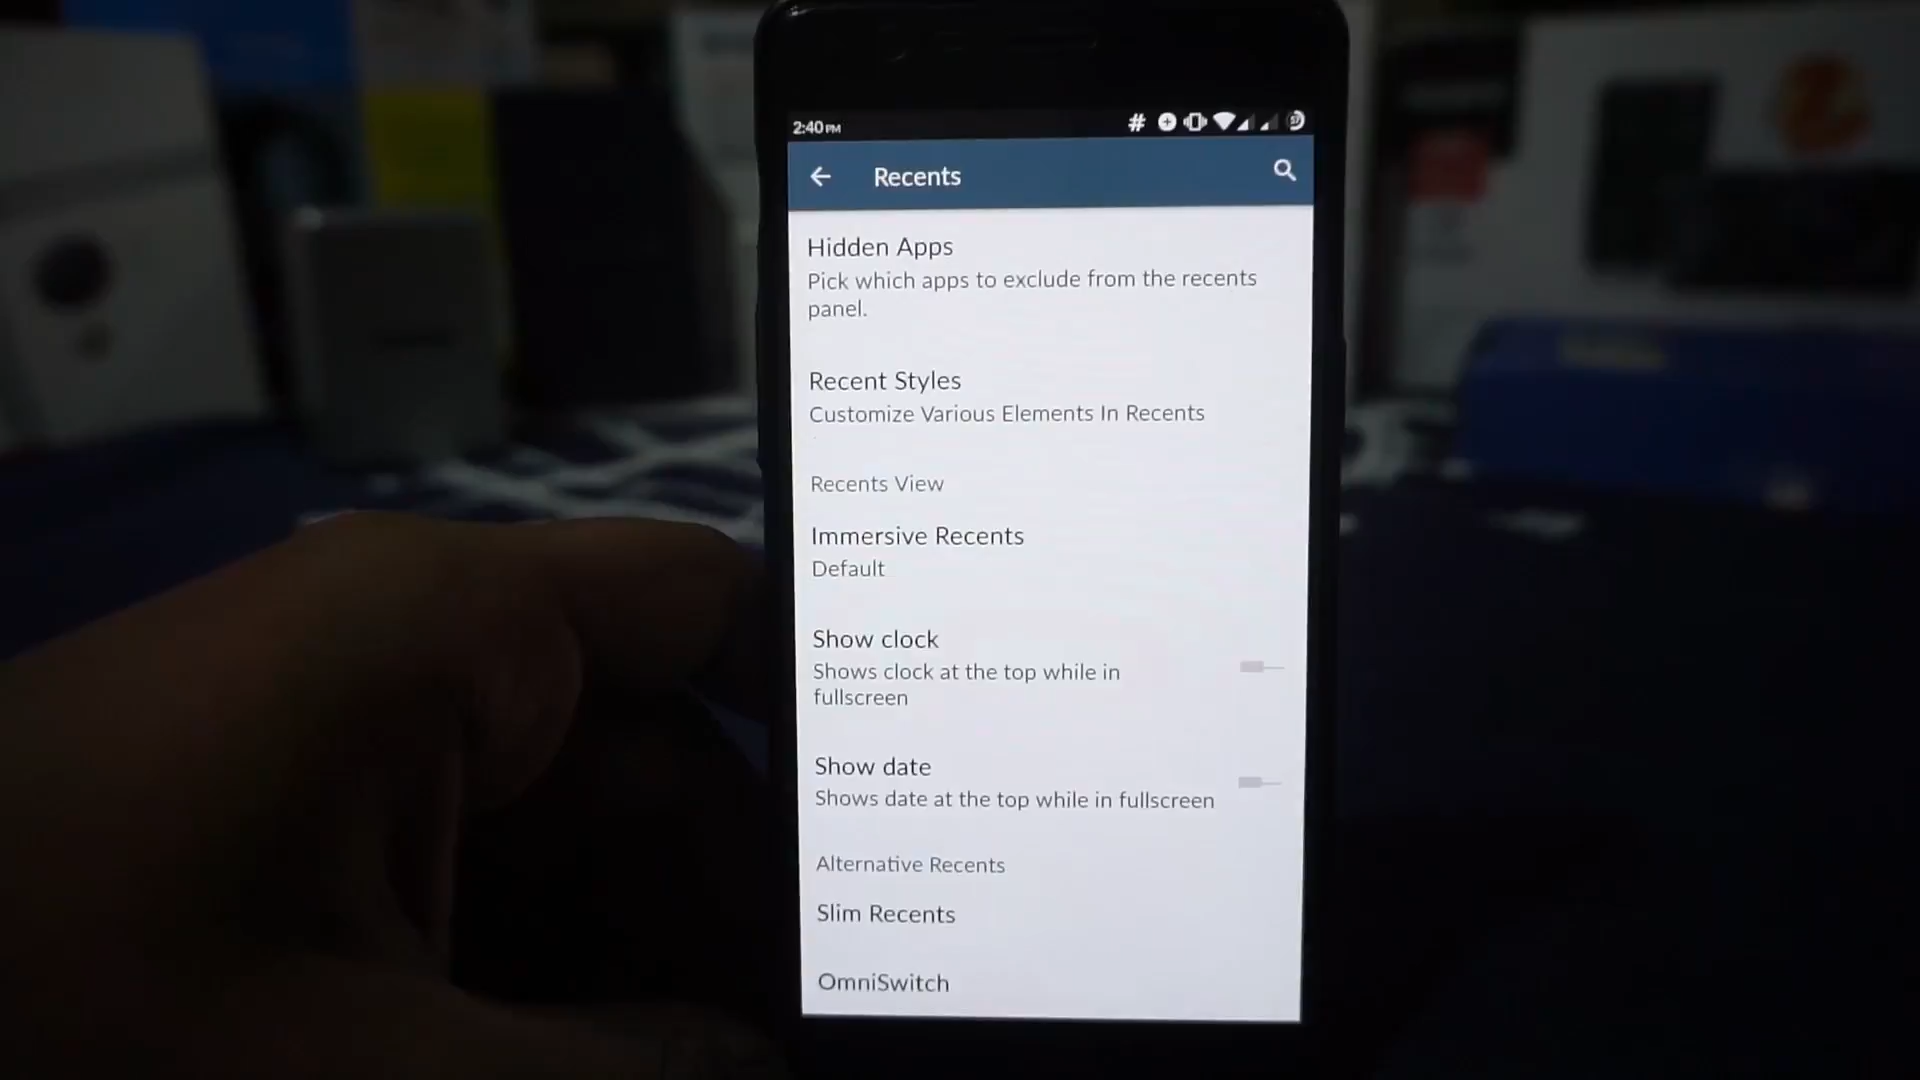 2:40 PM
Recents
Hidden Apps
Pick which apps to exclude from the recents
panel.
Recent Styles
Customize Various Elements In Recents
Recents View
Immersive Recents
Default
Show clock
Shows clock at the top while in
fullscreen
Show date
Shows date at the top while in fullscreen
Alternative Recents
Slim Recents
OmniSwitch